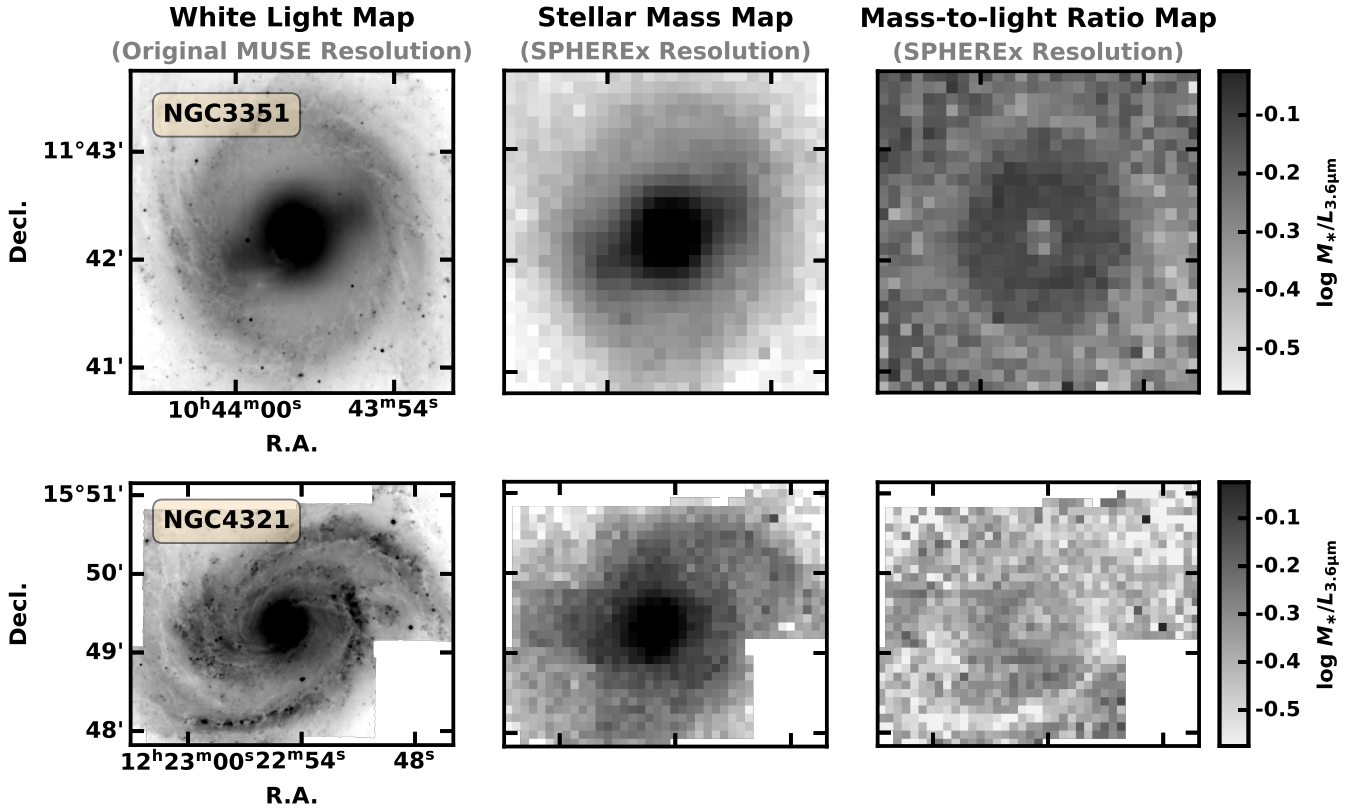 White Light Map
(Original MUSE Resolution)
Stellar Mass Map
(SPHEREx Resolution)
Mass-to-light Ratio Map
(SPHEREx Resolution)
NGC3351
Decl.
11°43'
42'
41'
10ʰ44ᵐ00ˢ
43ᵐ54ˢ
R.A.
-0.1
-0.2
-0.3
-0.4
-0.5
log M∗/L3.6μm
NGC4321
Decl.
15°51'
50'
49'
48'
12ʰ23ᵐ00ˢ
22ᵐ54ˢ
48ˢ
R.A.
-0.1
-0.2
-0.3
-0.4
-0.5
log M∗/L3.6μm